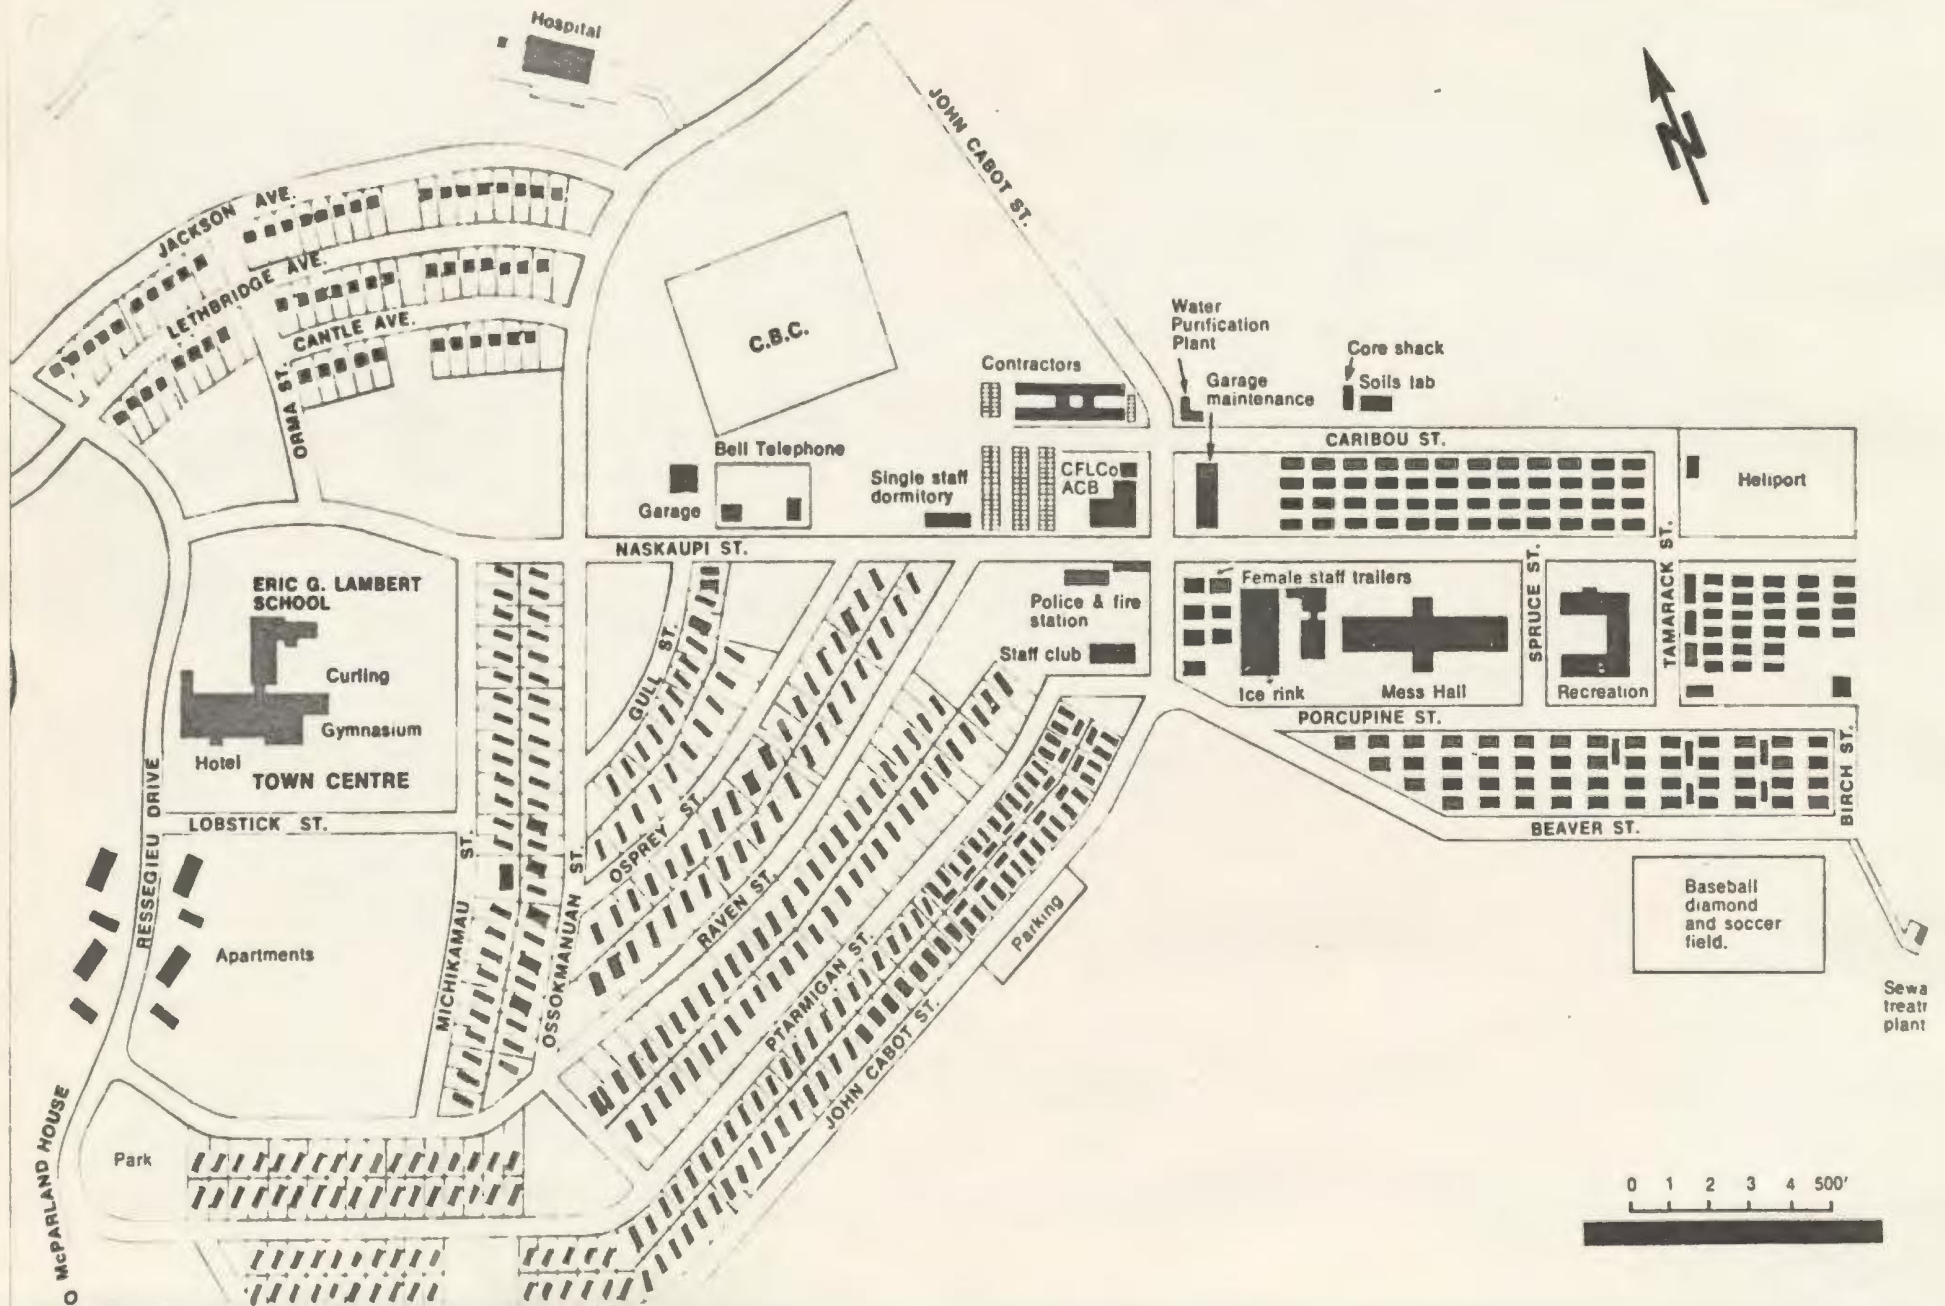 Hospital
JOHN CABOT ST.
N
JACKSON AVE.
LETHBRIDGE AVE.
CANTLE AVE.
ORMA ST.
C.B.C.
Water
Purification
Plant
Core shack
Soils lab
Garage
maintenance
Contractors
CARIBOU ST.
Bell Telephone
Garage
Single staff
dormitory
CFLCo
ACB
Heliport
NASKAUPI ST.
ERIC G. LAMBERT
SCHOOL
Curling
Gymnasium
Hotel
TOWN CENTRE
GULL ST.
Police & fire
station
Staff club
Female staff trailers
Ice rink
Mess Hall
SPRUCE ST.
Recreation
TAMARACK ST.
PORCUPINE ST.
BIRCH ST.
BEAVER ST.
RESSEGIEU DRIVE
LOBSTICK ST.
MICHIKAMAU ST.
OSSOKMANUAN ST.
OSPREY ST.
RAVEN ST.
PTARMIGAN ST.
JOHN CABOT ST.
Parking
Apartments
Baseball
diamond
and soccer
field.
Sewa
treatr
plant
Park
O McPARLAND HOUSE
0 1 2 3 4 500'